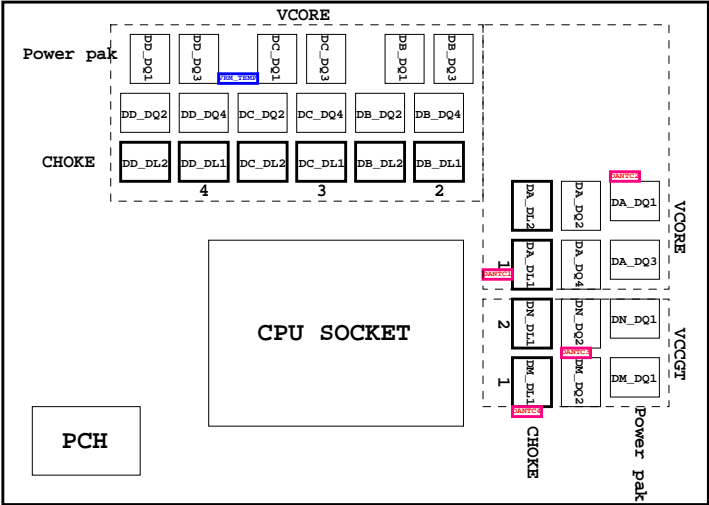 VCORE
Power pak
DD_DQ1
DD_DQ3
DC_DQ1
DC_DQ3
DB_DQ1
DB_DQ3
VRM_TEMP
DD_DQ2
DD_DQ4
DC_DQ2
DC_DQ4
DB_DQ2
DB_DQ4
CHOKE
DD_DL2
DD_DL1
DC_DL2
DC_DL1
DB_DL2
DB_DL1
4
3
2
DANTC2
DA_DL2
DA_DQ2
DA_DQ1
VCORE
1
DA_DL1
DA_DQ4
DA_DQ3
DANTC1
2
DN_DL1
DN_DQ2
DN_DQ1
VCCGT
DANTC3
1
DM_DL1
DM_DQ2
DM_DQ1
DANTC4
CHOKE
Power pak
CPU SOCKET
PCH